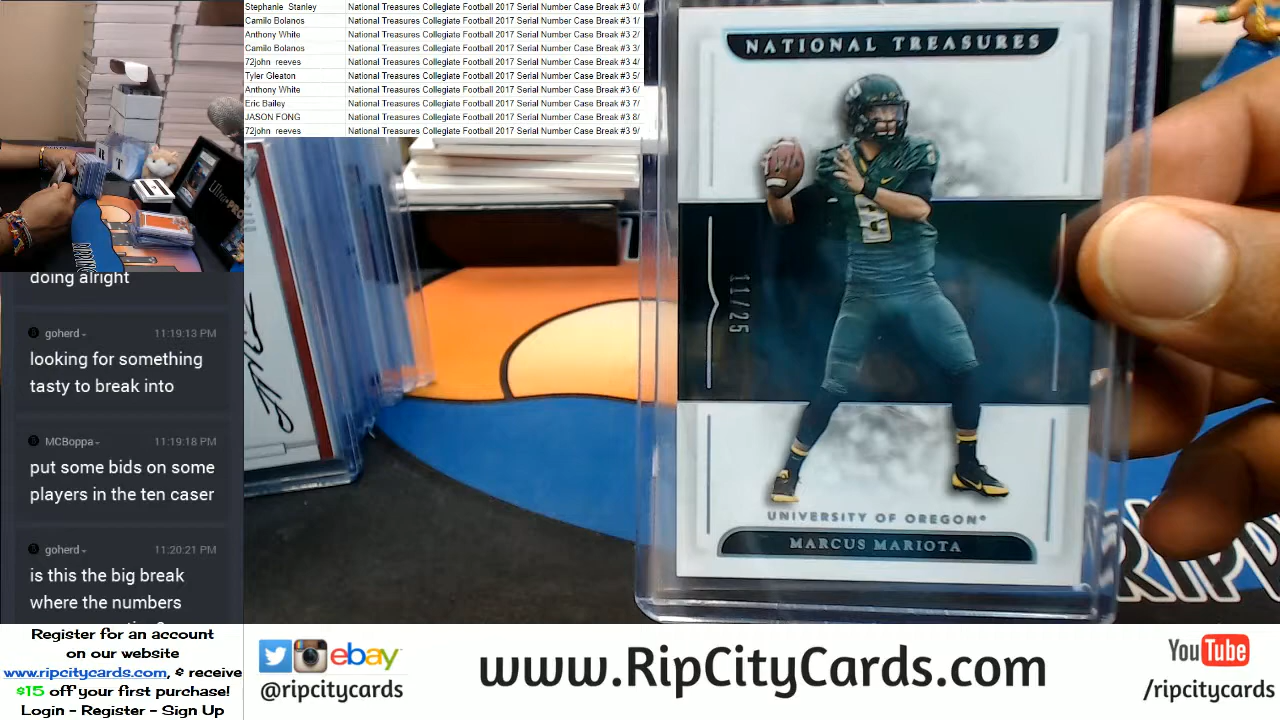 Stephanie Stanley National Treasures Collegiate Football 2017 Serial Number Case Break #3 0/
Camilo Bolanos National Treasures Collegiate Football 2017 Serial Number Case Break #3 1/
Anthony White National Treasures Collegiate Football 2017 Serial Number Case Break #3 2/
Camilo Bolanos National Treasures Collegiate Football 2017 Serial Number Case Break #3 3/
72john reeves National Treasures Collegiate Football 2017 Serial Number Case Break #3 4/
Tyler Gleaton National Treasures Collegiate Football 2017 Serial Number Case Break #3 5/
Anthony White National Treasures Collegiate Football 2017 Serial Number Case Break #3 6/
Eric Bailey National Treasures Collegiate Football 2017 Serial Number Case Break #3 7/
JASON FONG National Treasures Collegiate Football 2017 Serial Number Case Break #3 8/
72john reeves National Treasures Collegiate Football 2017 Serial Number Case Break #3 9/
NATIONAL TREASURES
11/25
UNIVERSITY OF OREGON®
MARCUS MARIOTA
doing alright
goherd 11:19:13 PM
looking for something
tasty to break into
MCBoppa 11:19:18 PM
put some bids on some
players in the ten caser
goherd 11:20:21 PM
is this the big break
where the numbers
Register for an account
on our website
www.ripcitycards.com, & receive
$15 off your first purchase!
Login - Register - Sign Up
ebay
@ripcitycards
www.RipCityCards.com
YouTube
/ripcitycards